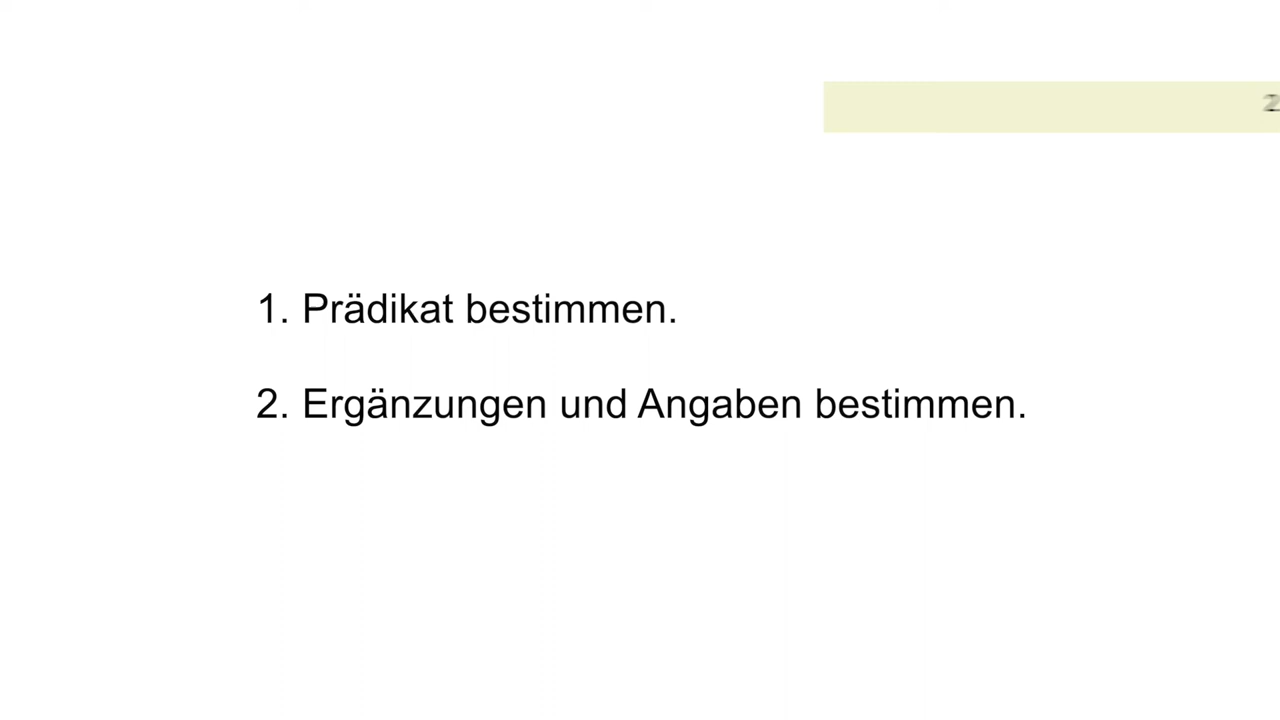 1. Prädikat bestimmen.
2. Ergänzungen und Angaben bestimmen.